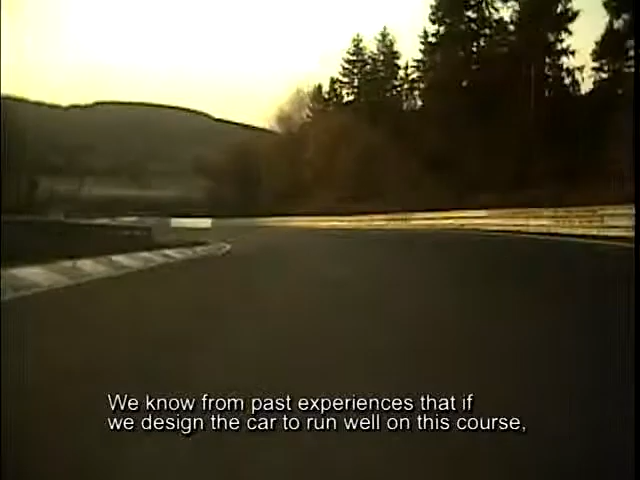 We know from past experiences that if
we design the car to run well on this course,